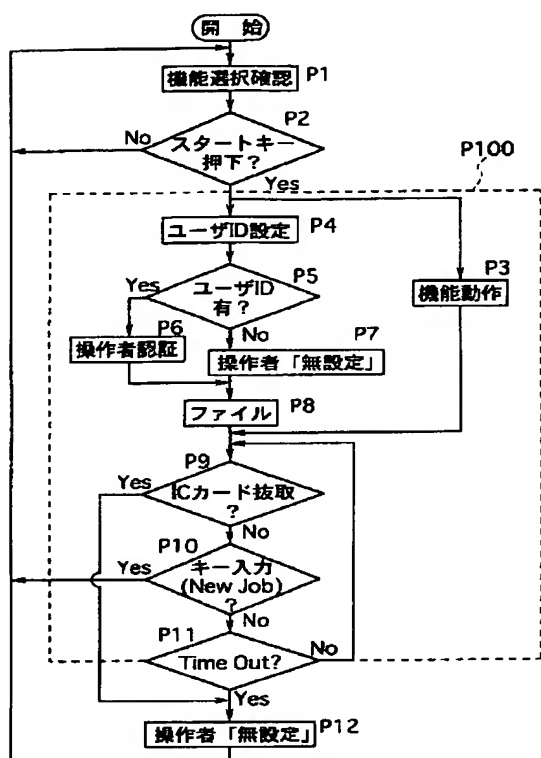 開 始
機能選択確認 P1
P2
No
スタートキー
押下?
P100
Yes
ユーザID設定 P4
P5
P3
Yes
ユーザID
有?
機能動作
P6
No
P7
操作者認証
操作者「無設定」
ファイル P8
P9
Yes
ICカード抜取
?
No
P10
Yes
キー入力
(New Job)
?
No
P11
No
Time Out?
Yes
操作者「無設定」 P12